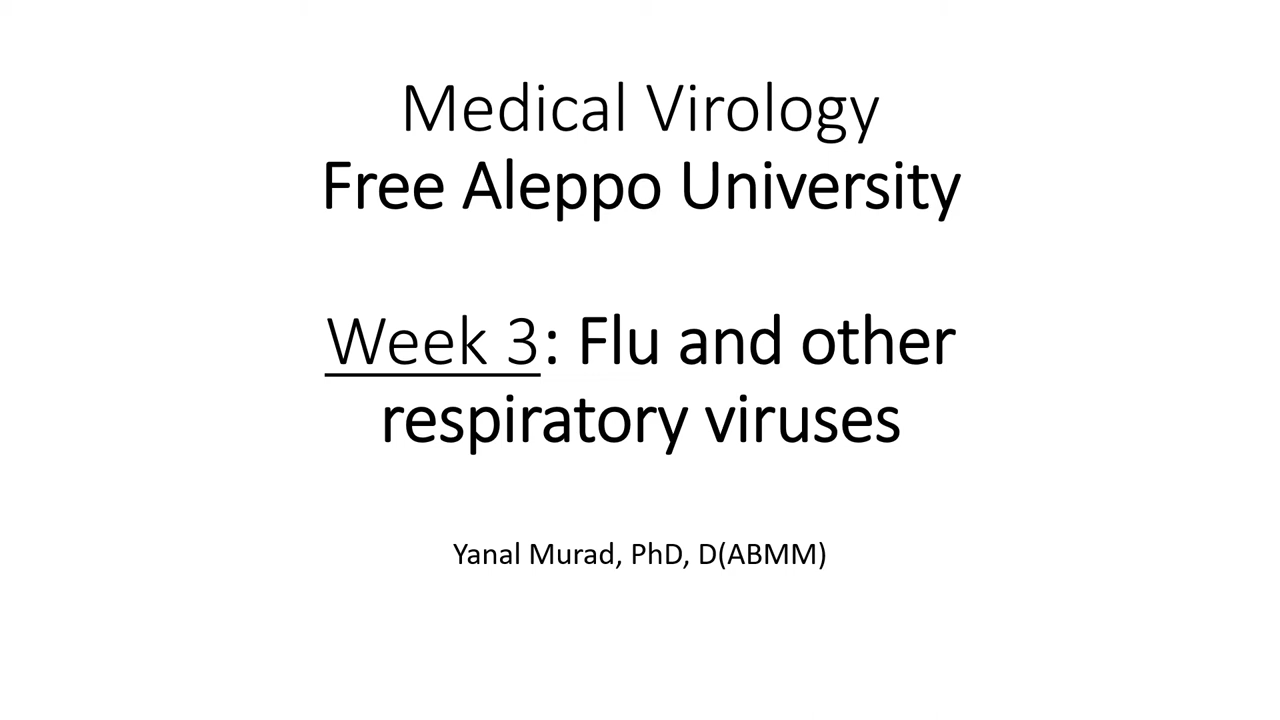 Medical Virology
Free Aleppo University
Week 3: Flu and other
respiratory viruses
Yanal Murad, PhD, D(ABMM)